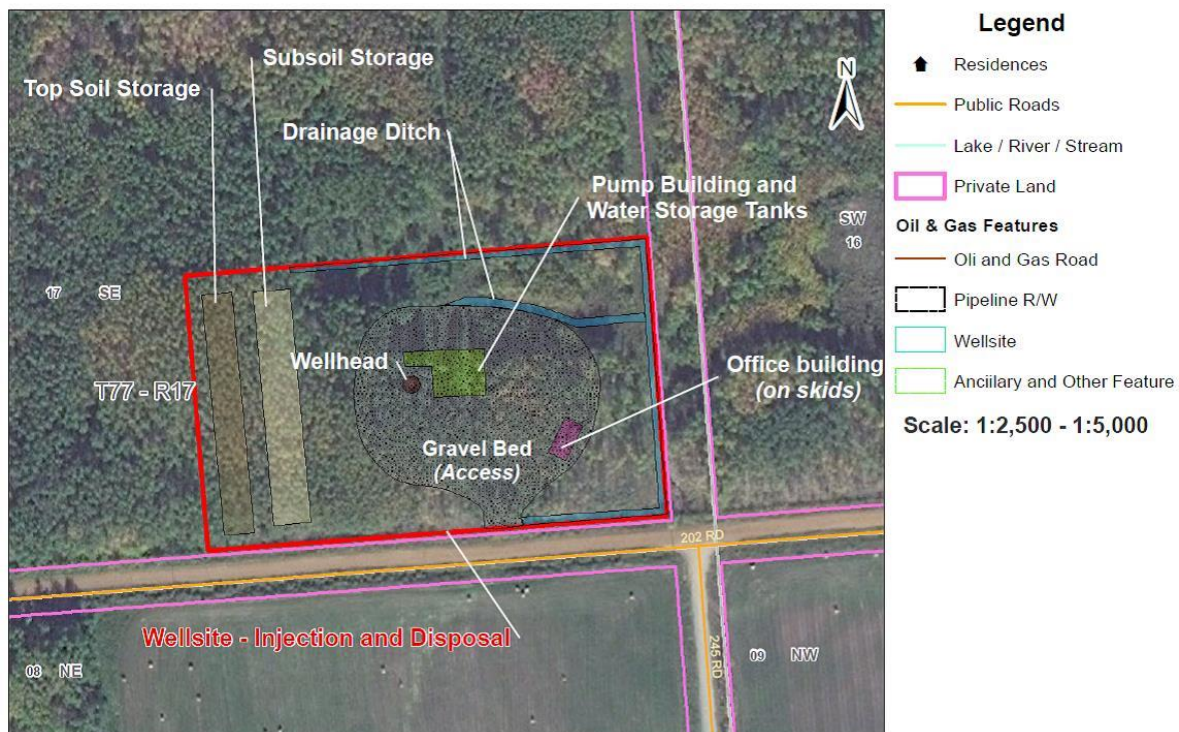 Subsoil Storage
Top Soil Storage
Drainage Ditch
Pump Building and
Water Storage Tanks
N
SW
16
17 SE
T77 - R17
Wellhead
Office building
(on skids)
Gravel Bed
(Access)
202 RD
Wellsite - Injection and Disposal
245 RD
08 NE
09 NW
Legend
Residences
Public Roads
Lake / River / Stream
Private Land
Oil & Gas Features
Oli and Gas Road
Pipeline R/W
Wellsite
Anciilary and Other Feature
Scale: 1:2,500 - 1:5,000